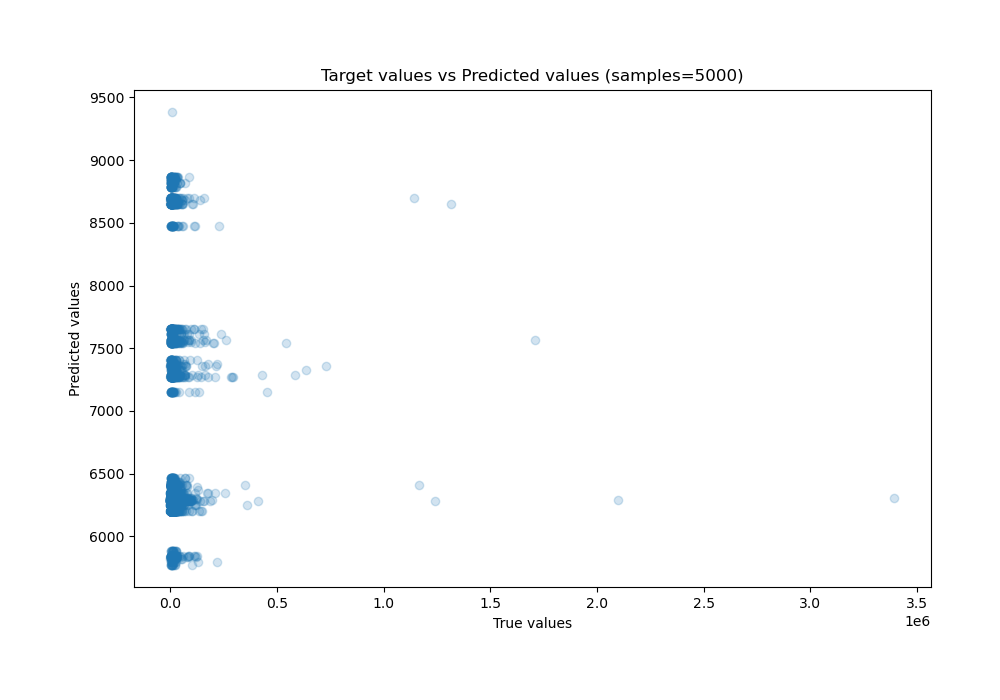 Target values vs Predicted values (samples=5000)
Predicted values
9500
9000
8500
8000
7500
7000
6500
6000
0.0 0.5 1.0 1.5 2.0 2.5 3.0 3.5
1e6
True values